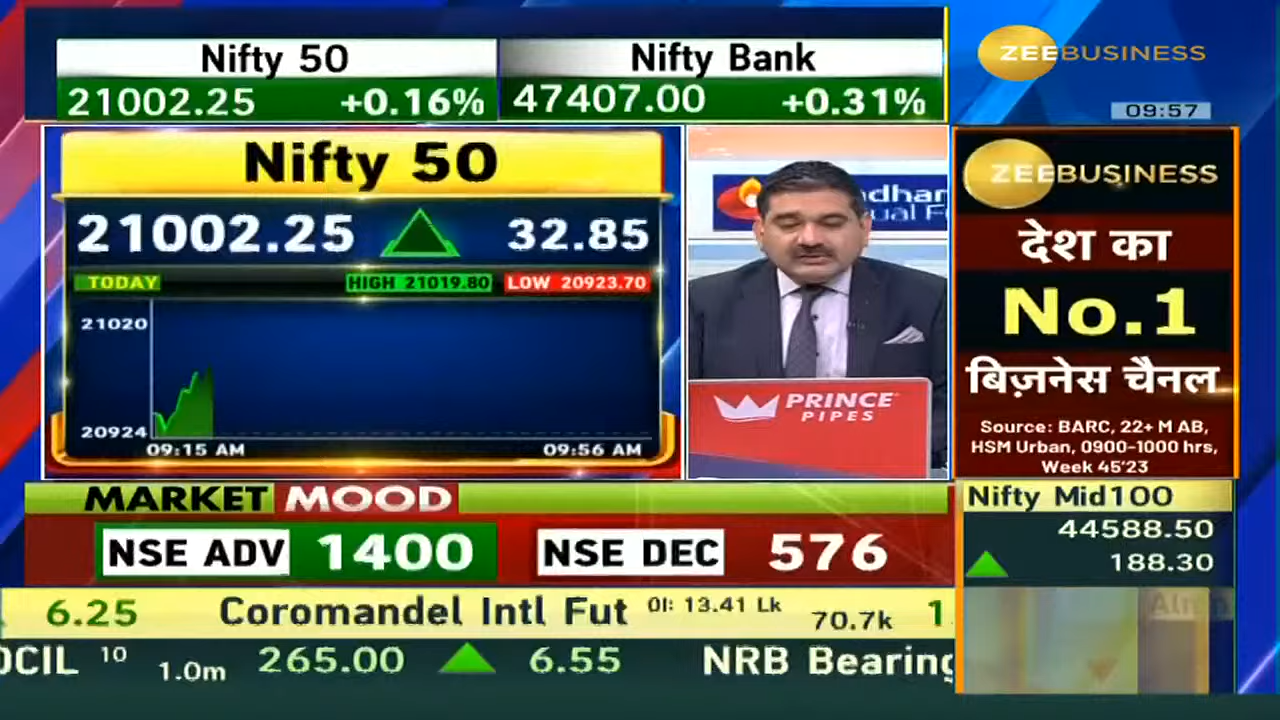 Nifty 50
21002.25 +0.16%
Nifty Bank
47407.00 +0.31%
ZEEBUSINESS
09:57
Nifty 50
21002.25 32.85
TODAY HIGH 21019.80 LOW 20923.70
21020
20924
09:15 AM 09:56 AM
PRINCE
PIPES
ZEEBUSINESS
देश का
No.1
बिज़नेस चैनल
Source: BARC, 22+ M AB,
HSM Urban, 0900-1000 hrs,
Week 45'23
MARKET MOOD
NSE ADV 1400 NSE DEC 576
Nifty Mid100
44588.50
188.30
6.25 Coromandel Intl Fut OI: 13.41 Lk 70.7k 1
OCIL 10 1.0m 265.00 6.55 NRB Bearing